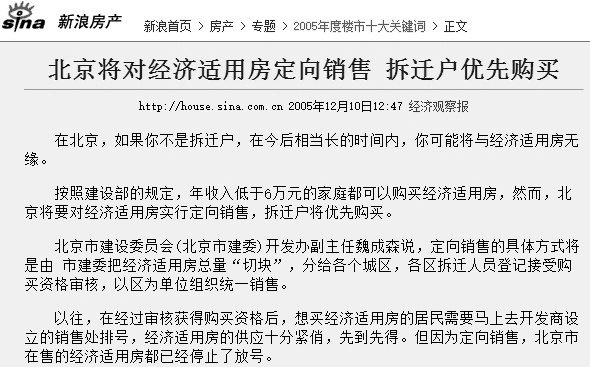 sina 新浪房产 新浪首页 > 房产 > 专题 > 2005年度楼市十大关键词 > 正文
北京将对经济适用房定向销售 拆迁户优先购买
http://house.sina.com.cn 2005年12月10日12:47 经济观察报
在北京，如果你不是拆迁户，在今后相当长的时间内，你可能将与经济适用房无
缘。
按照建设部的规定，年收入低于6万元的家庭都可以购买经济适用房，然而，北
京将要对经济适用房实行定向销售，拆迁户将优先购买。
北京市建设委员会(北京市建委)开发办副主任魏成森说，定向销售的具体方式将
是由 市建委把经济适用房总量“切块”，分给各个城区，各区拆迁人员登记接受购
买资格审核，以区为单位组织统一销售。
以往，在经过审核获得购买资格后，想买经济适用房的居民需要马上去开发商设
立的销售处排号，经济适用房的供应十分紧俏，先到先得。但因为定向销售，北京市
在售的经济适用房都已经停止了放号。